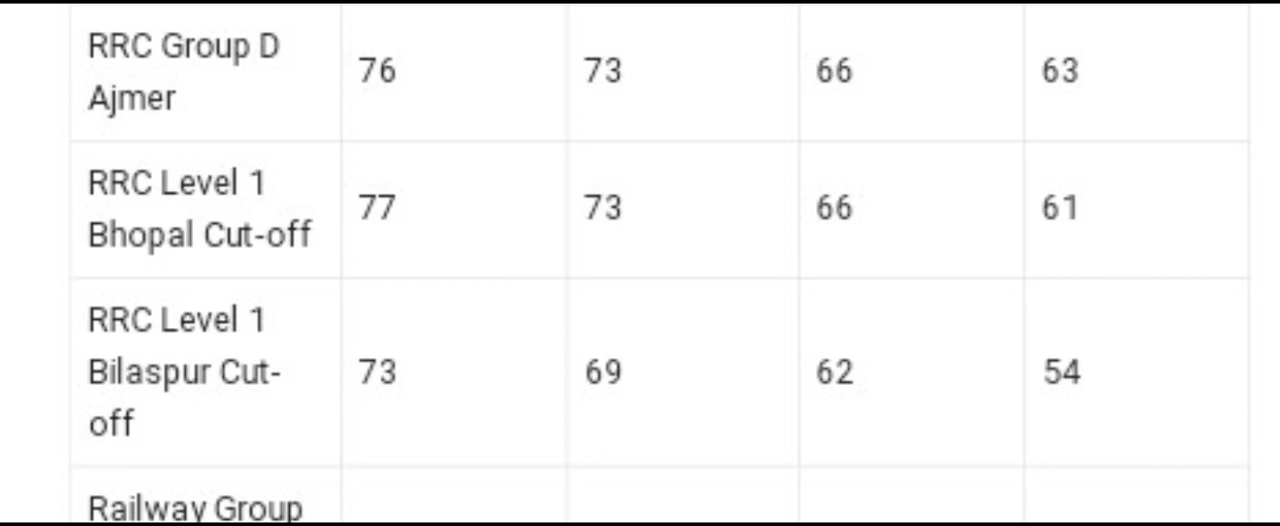 RRC Group D
Ajmer
76 73 66 63
RRC Level 1
Bhopal Cut-off
77 73 66 61
RRC Level 1
Bilaspur Cut-
off
73 69 62 54
Railway Group